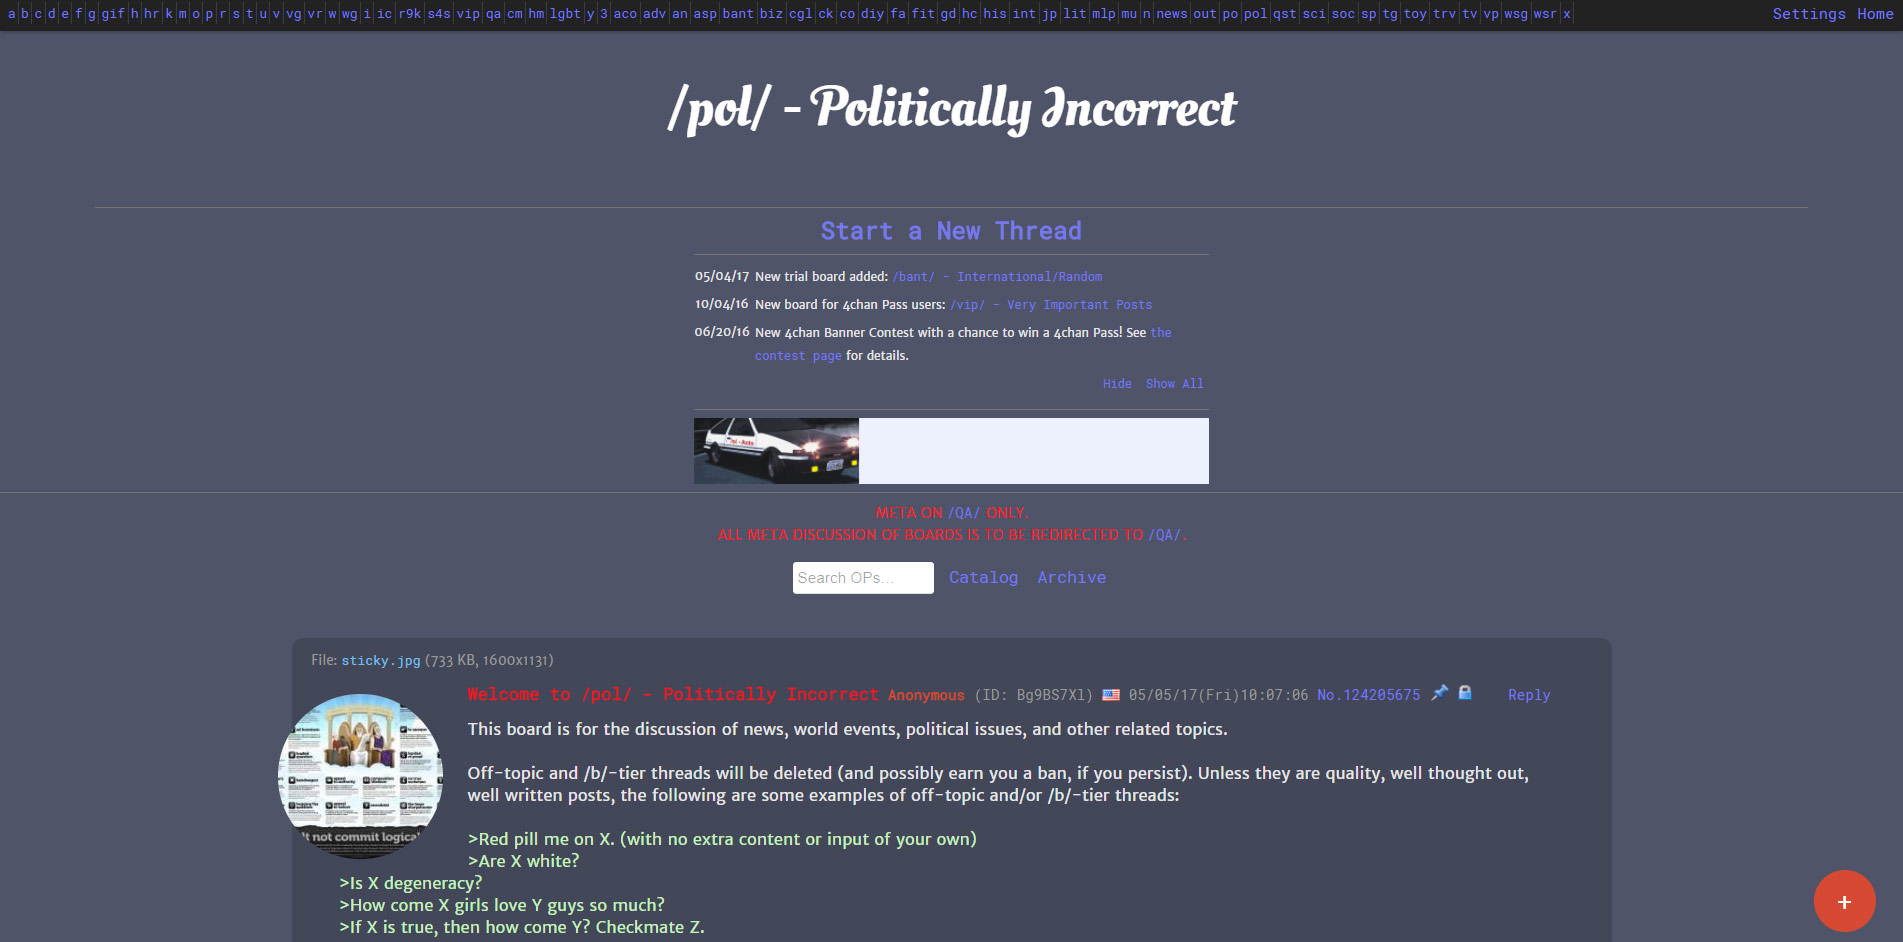 a b c d e f g gif h hr k m o p r s t u v vg vr w wg i ic r9k s4s vip qa cm hm lgbt y 3 aco adv an asp bant biz cgl ck co diy fa fit gd hc his int jp lit mlp mu n news out po pol qst sci soc sp tg toy trv tv vp wsg wsr x
Settings Home
/pol/ - Politically Incorrect
Start a New Thread
05/04/17 New trial board added: /bant/ - International/Random
10/04/16 New board for 4chan Pass users: /vip/ - Very Important Posts
06/20/16 New 4chan Banner Contest with a chance to win a 4chan Pass! See the
contest page for details.
Hide Show All
META ON /QA/ ONLY.
ALL META DISCUSSION OF BOARDS IS TO BE REDIRECTED TO /QA/.
Search OPs... Catalog Archive
File: sticky.jpg (733 KB, 1600x1131)
Welcome to /pol/ - Politically Incorrect Anonymous (ID: Bg9BS7Xl) 05/05/17(Fri)10:07:06 No.124205675 Reply
This board is for the discussion of news, world events, political issues, and other related topics.
Off-topic and /b/-tier threads will be deleted (and possibly earn you a ban, if you persist). Unless they are quality, well thought out,
well written posts, the following are some examples of off-topic and/or /b/-tier threads:
>Red pill me on X. (with no extra content or input of your own)
>Are X white?
>Is X degeneracy?
>How come X girls love Y guys so much?
>If X is true, then how come Y? Checkmate Z.
not commit logical
+